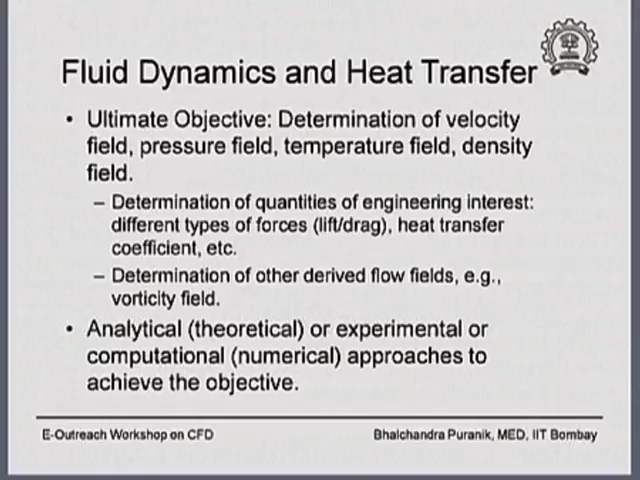 Fluid Dynamics and Heat Transfer
• Ultimate Objective: Determination of velocity
field, pressure field, temperature field, density
field.
– Determination of quantities of engineering interest:
different types of forces (lift/drag), heat transfer
coefficient, etc.
– Determination of other derived flow fields, e.g.,
vorticity field.
• Analytical (theoretical) or experimental or
computational (numerical) approaches to
achieve the objective.
E-Outreach Workshop on CFD
Bhalchandra Puranik, MED, IIT Bombay